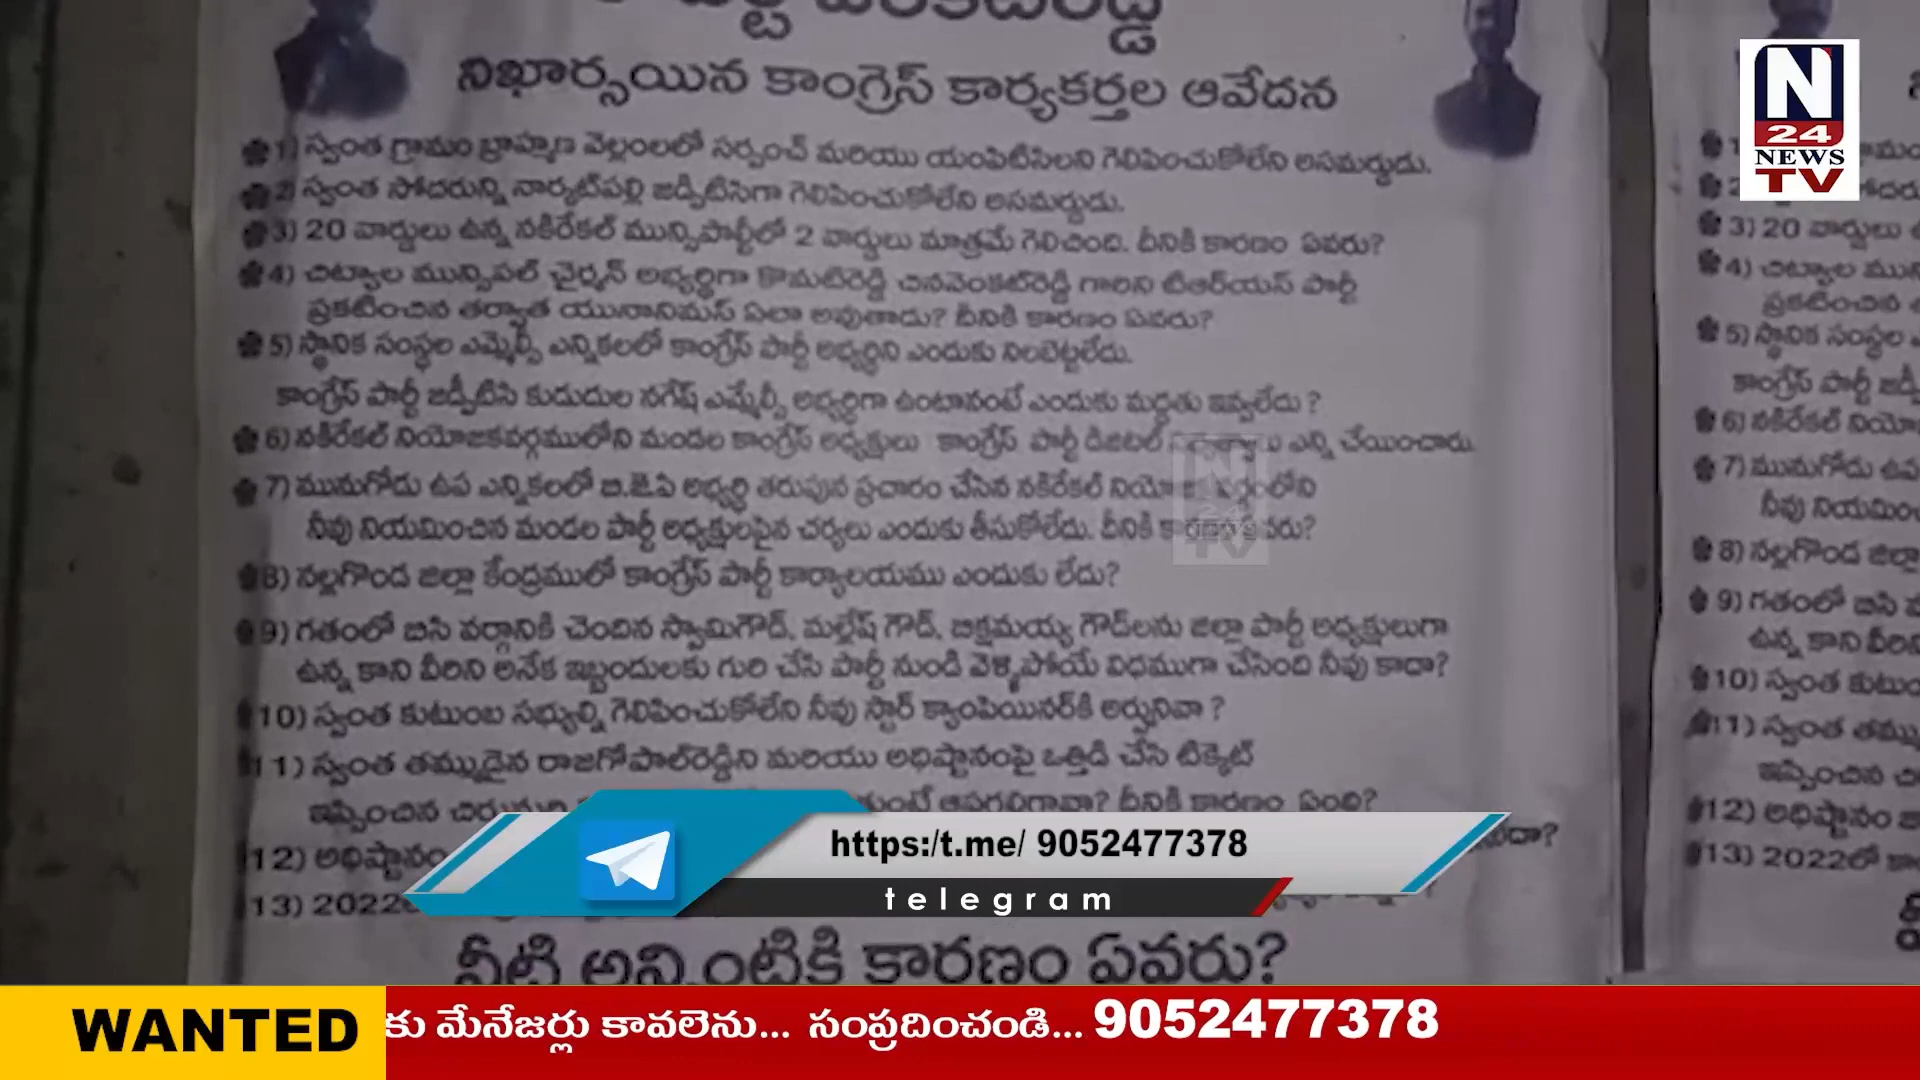 నిఖార్సయిన కాంగ్రెస్ కార్యకర్తల ఆవేదన
1) స్వంత గ్రామం బ్రాహ్మణ వెల్లంలలో సర్పంచ్ మరియు యంపిటిసిలని గెలిపించుకోలేని అసమర్థుడు.
2) స్వంత సోదరున్ని నార్కట్‌పల్లి జడ్పీటిసిగా గెలిపించుకోలేని అసమర్థుడు.
3) 20 వార్డులు ఉన్న నకిరేకల్ మున్సిపార్టీలో 2 వార్డులు మాత్రమే గెలిచింది. దీనికి కారణం ఏవరు?
4) చిట్యాల మున్సిపల్ చైర్మన్ అభ్యర్థిగా కొమటిరెడ్డి చినవెంకట్‌రెడ్డి గారిని టీఆర్‌యస్ పార్టీ
ప్రకటించిన తర్వాత యునానిమస్ ఏలా అవుతాడు? దీనికి కారణం ఏవరు?
5) స్థానిక సంస్థల ఎమ్మెల్సీ ఎన్నికలలో కాంగ్రేస్ పార్టీ అభ్యర్థిని ఎందుకు నిలబెట్టలేదు.
కాంగ్రేస్ పార్టీ జడ్పీటిసి కుడుదుల నగేష్ ఎమ్మేల్సీ అభ్యర్థిగా ఉంటానంటే ఎందుకు మద్దతు ఇవ్వలేదు?
6) నకిరేకల్ నియోజకవర్గములోని మండల కాంగ్రేస్ అధ్యక్షులు కాంగ్రేస్ పార్టీ డిజిటల్ ఎన్ని చేయించారు.
7) మునుగోడు ఉప ఎన్నికలలో బి.జె.పి అభ్యర్థి తరుపున ప్రచారం చేసిన నకిరేకల్
నీవు నియమించిన మండల పార్టీ అధ్యక్షులపైన చర్యలు ఎందుకు తీసుకోలేదు. దీనికి
8) నల్లగొండ జిల్లా కేంద్రములో కాంగ్రేస్ పార్టీ కార్యాలయము ఎందుకు లేదు?
9) గతంలో బిసి వర్గానికి చెందిన స్వామిగౌడ్, మల్లేష్ గౌడ్, బిక్షమయ్య గౌడ్‌లను జిల్లా పార్టీ అధ్యక్షులుగా
ఉన్న కాని వీరిని అనేక ఇబ్బందులకు గురి చేసి పార్టీ నుండి వెళ్ళిపోయే విధముగా చేసింది నీవు కాదా?
10) స్వంత కుటుంబ సభ్యుల్ని గెలిపించుకోలేని నీవు స్టార్ క్యాంపెయినర్‌కి అర్హునివా ?
11) స్వంత తమ్ముడైన రాజగోపాల్‌రెడ్డిని మరియు అధిష్టానంపై ఒత్తిడి చేసి టిక్కెట్
ఇప్పించిన ఆపగలిగావా? దీనికి కారణం ఏంది?
12) అధిష్టానం
13) 2022
వీటి అన్నింటికి కారణం ఏవరు?
N
24
NEWS
TV
https:/t.me/ 9052477378
telegram
WANTED కు మేనేజర్లు కావలెను... సంప్రదించండి... 9052477378